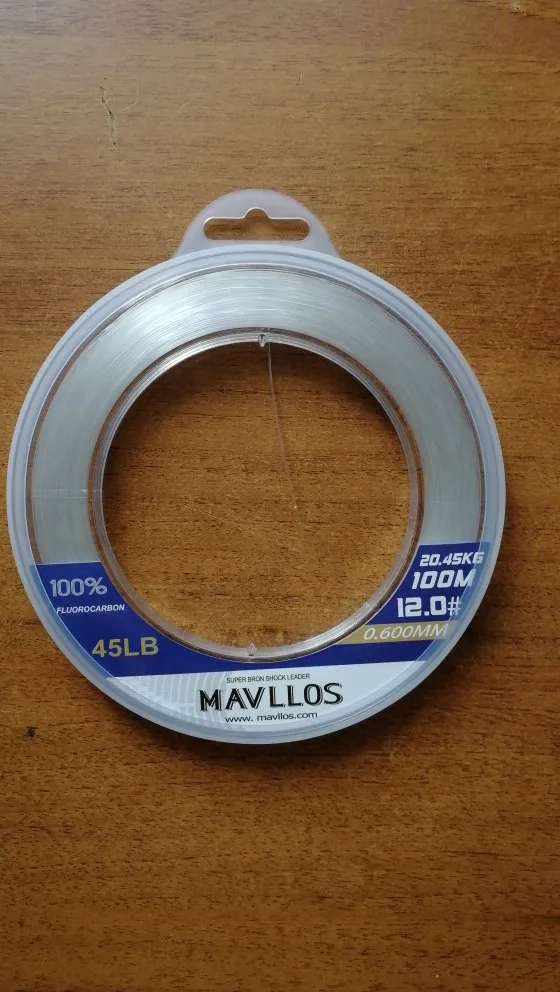 100%
FLUOROCARBON
45LB
20.45KG
100M
12.0#
0.600MM
SUPER BRON SHOCK LEADER
MAVLLOS
www. mavllos.com